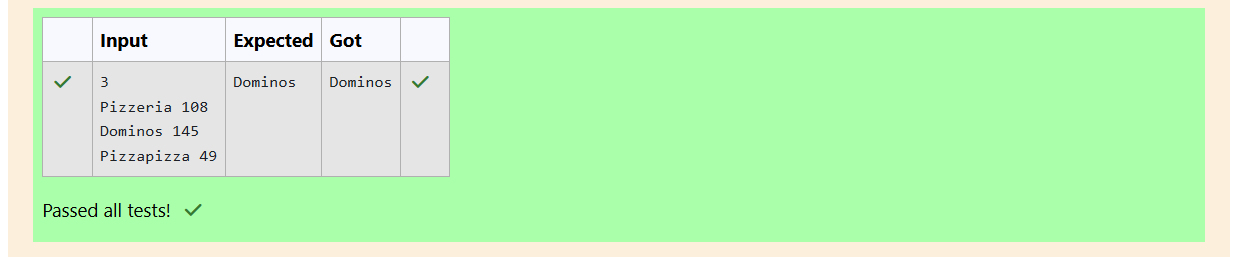 Input Expected Got
3 Dominos Dominos
Pizzeria 108
Dominos 145
Pizzapizza 49
Passed all tests!